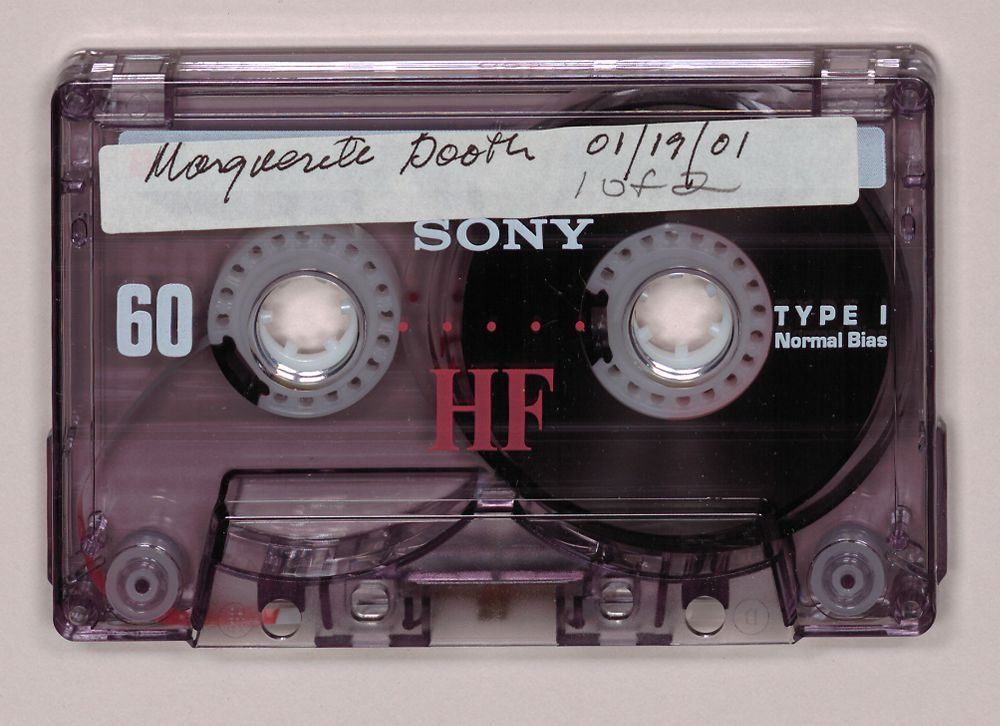 Marguerite Booth 01/19/01
1 of 2
SONY
60
TYPE I
Normal Bias
HF